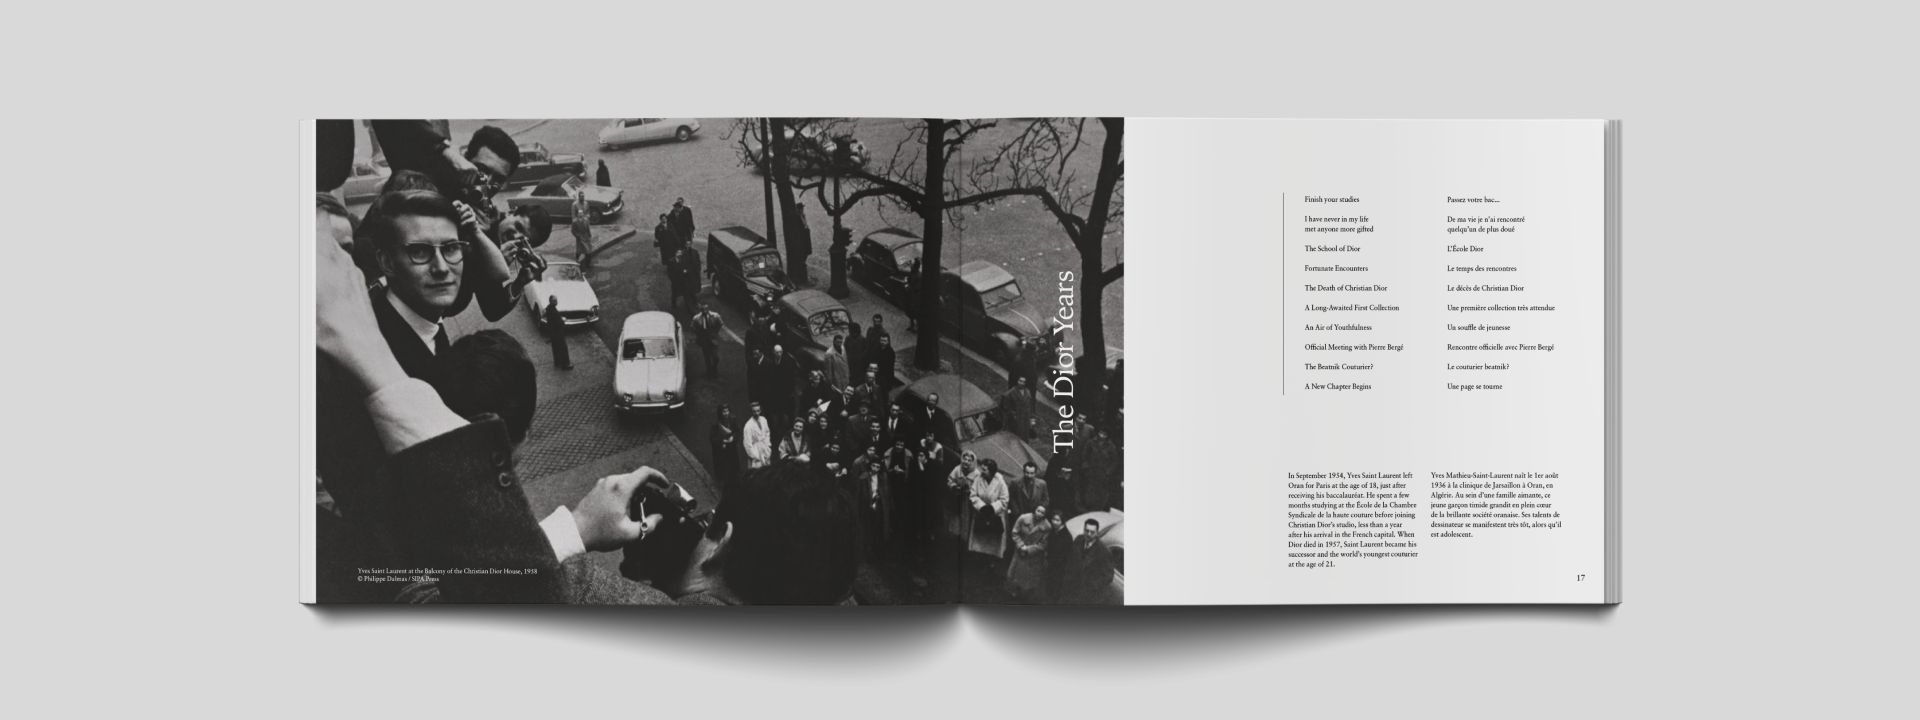 Yves Saint Laurent at the Balcony of the Christian Dior House, 1958
© Philippe Dalmas / SIPA Press
The Dior Years
Finish your studies
I have never in my life
met anyone more gifted
The School of Dior
Fortunate Encounters
The Death of Christian Dior
A Long-Awaited First Collection
An Air of Youthfulness
Official Meeting with Pierre Bergé
The Beatnik Couturier?
A New Chapter Begins
Passez votre bac...
De ma vie je n'ai rencontré
quelqu'un de plus doué
L'École Dior
Le temps des rencontres
Le décès de Christian Dior
Une première collection très attendue
Un souffle de jeunesse
Rencontre officielle avec Pierre Bergé
Le couturier beatnik?
Une page se tourne
In September 1954, Yves Saint Laurent left
Oran for Paris at the age of 18, just after
receiving his baccalauréat. He spent a few
months studying at the École de la Chambre
Syndicale de la haute couture before joining
Christian Dior's studio, less than a year
after his arrival in the French capital. When
Dior died in 1957, Saint Laurent became his
successor and the world's youngest couturier
at the age of 21.
Yves Mathieu-Saint-Laurent naît le 1er août
1936 à la clinique de Jarsaillon à Oran, en
Algérie. Au sein d'une famille aimante, ce
jeune garçon timide grandit en plein cœur
de la brillante société oranaise. Ses talents de
dessinateur se manifestent très tôt, alors qu'il
est adolescent.
17